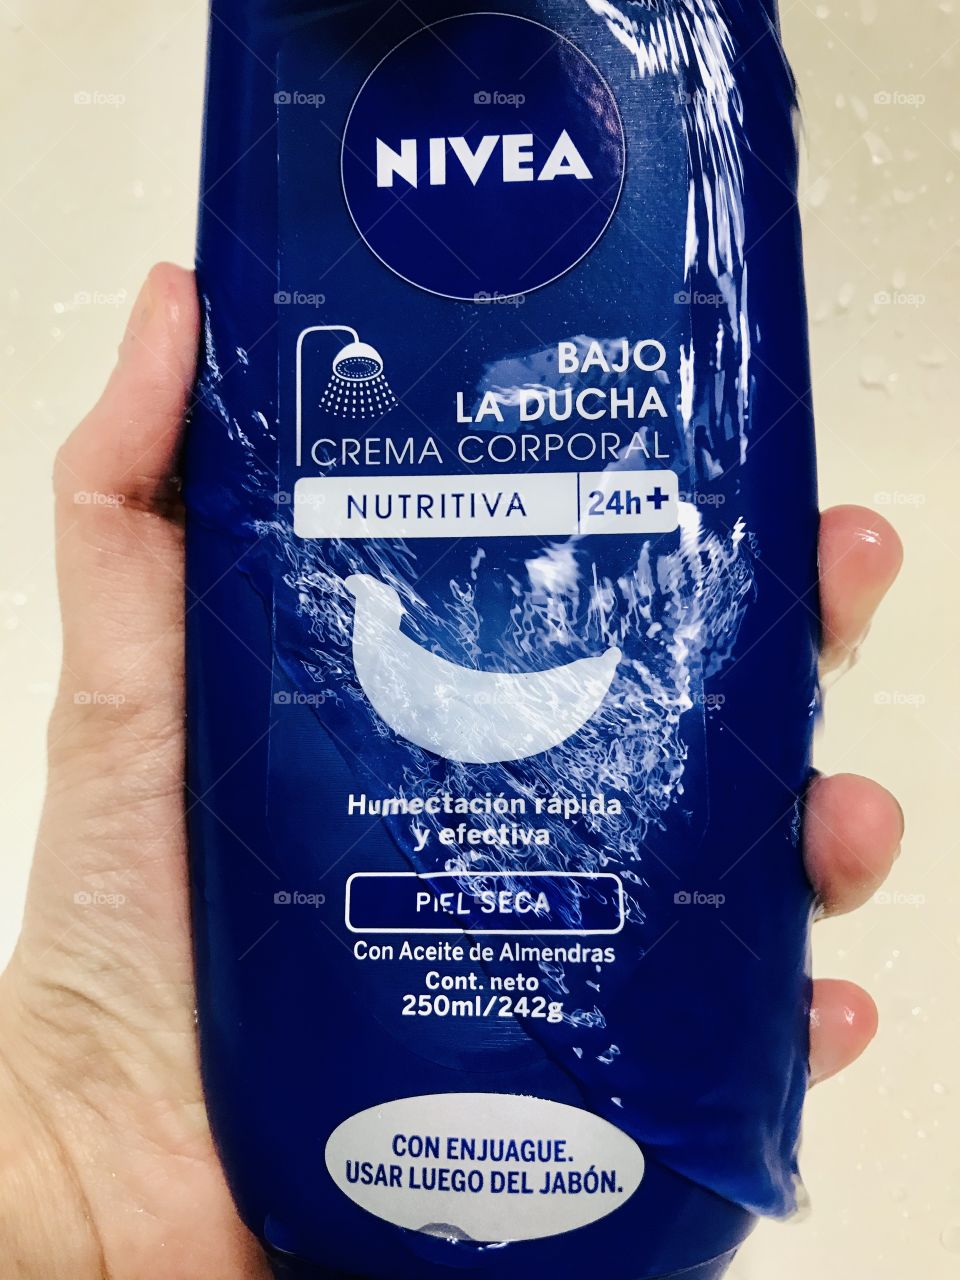 NIVEA
BAJO
LA DUCHA
CREMA CORPORAL
NUTRITIVA 24h+
Humectación rápida
y efectiva
PIEL SECA
Con Aceite de Almendras
Cont. neto
250ml/242g
CON ENJUAGUE.
USAR LUEGO DEL JABÓN.
foap